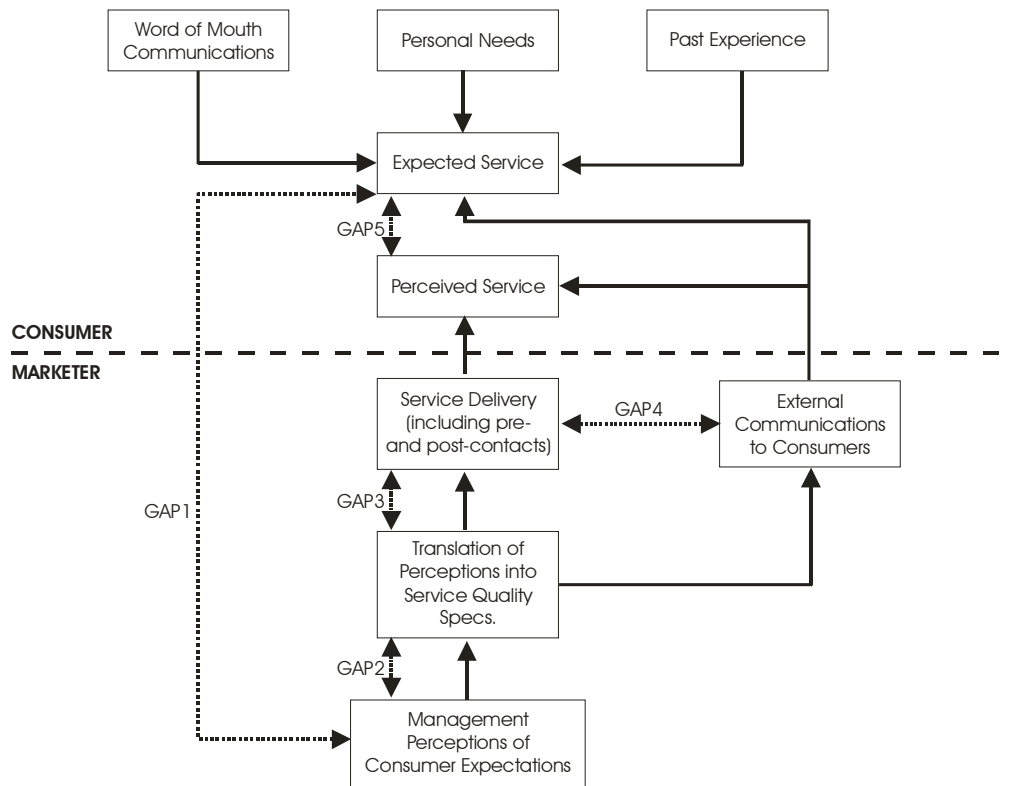 Word of Mouth
Communications
Personal Needs
Past Experience
Expected Service
GAP5
Perceived Service
CONSUMER
MARKETER
Service Delivery
(including pre-
and post-contacts)
GAP4
External
Communications
to Consumers
GAP3
GAP1
Translation of
Perceptions into
Service Quality
Specs.
GAP2
Management
Perceptions of
Consumer Expectations